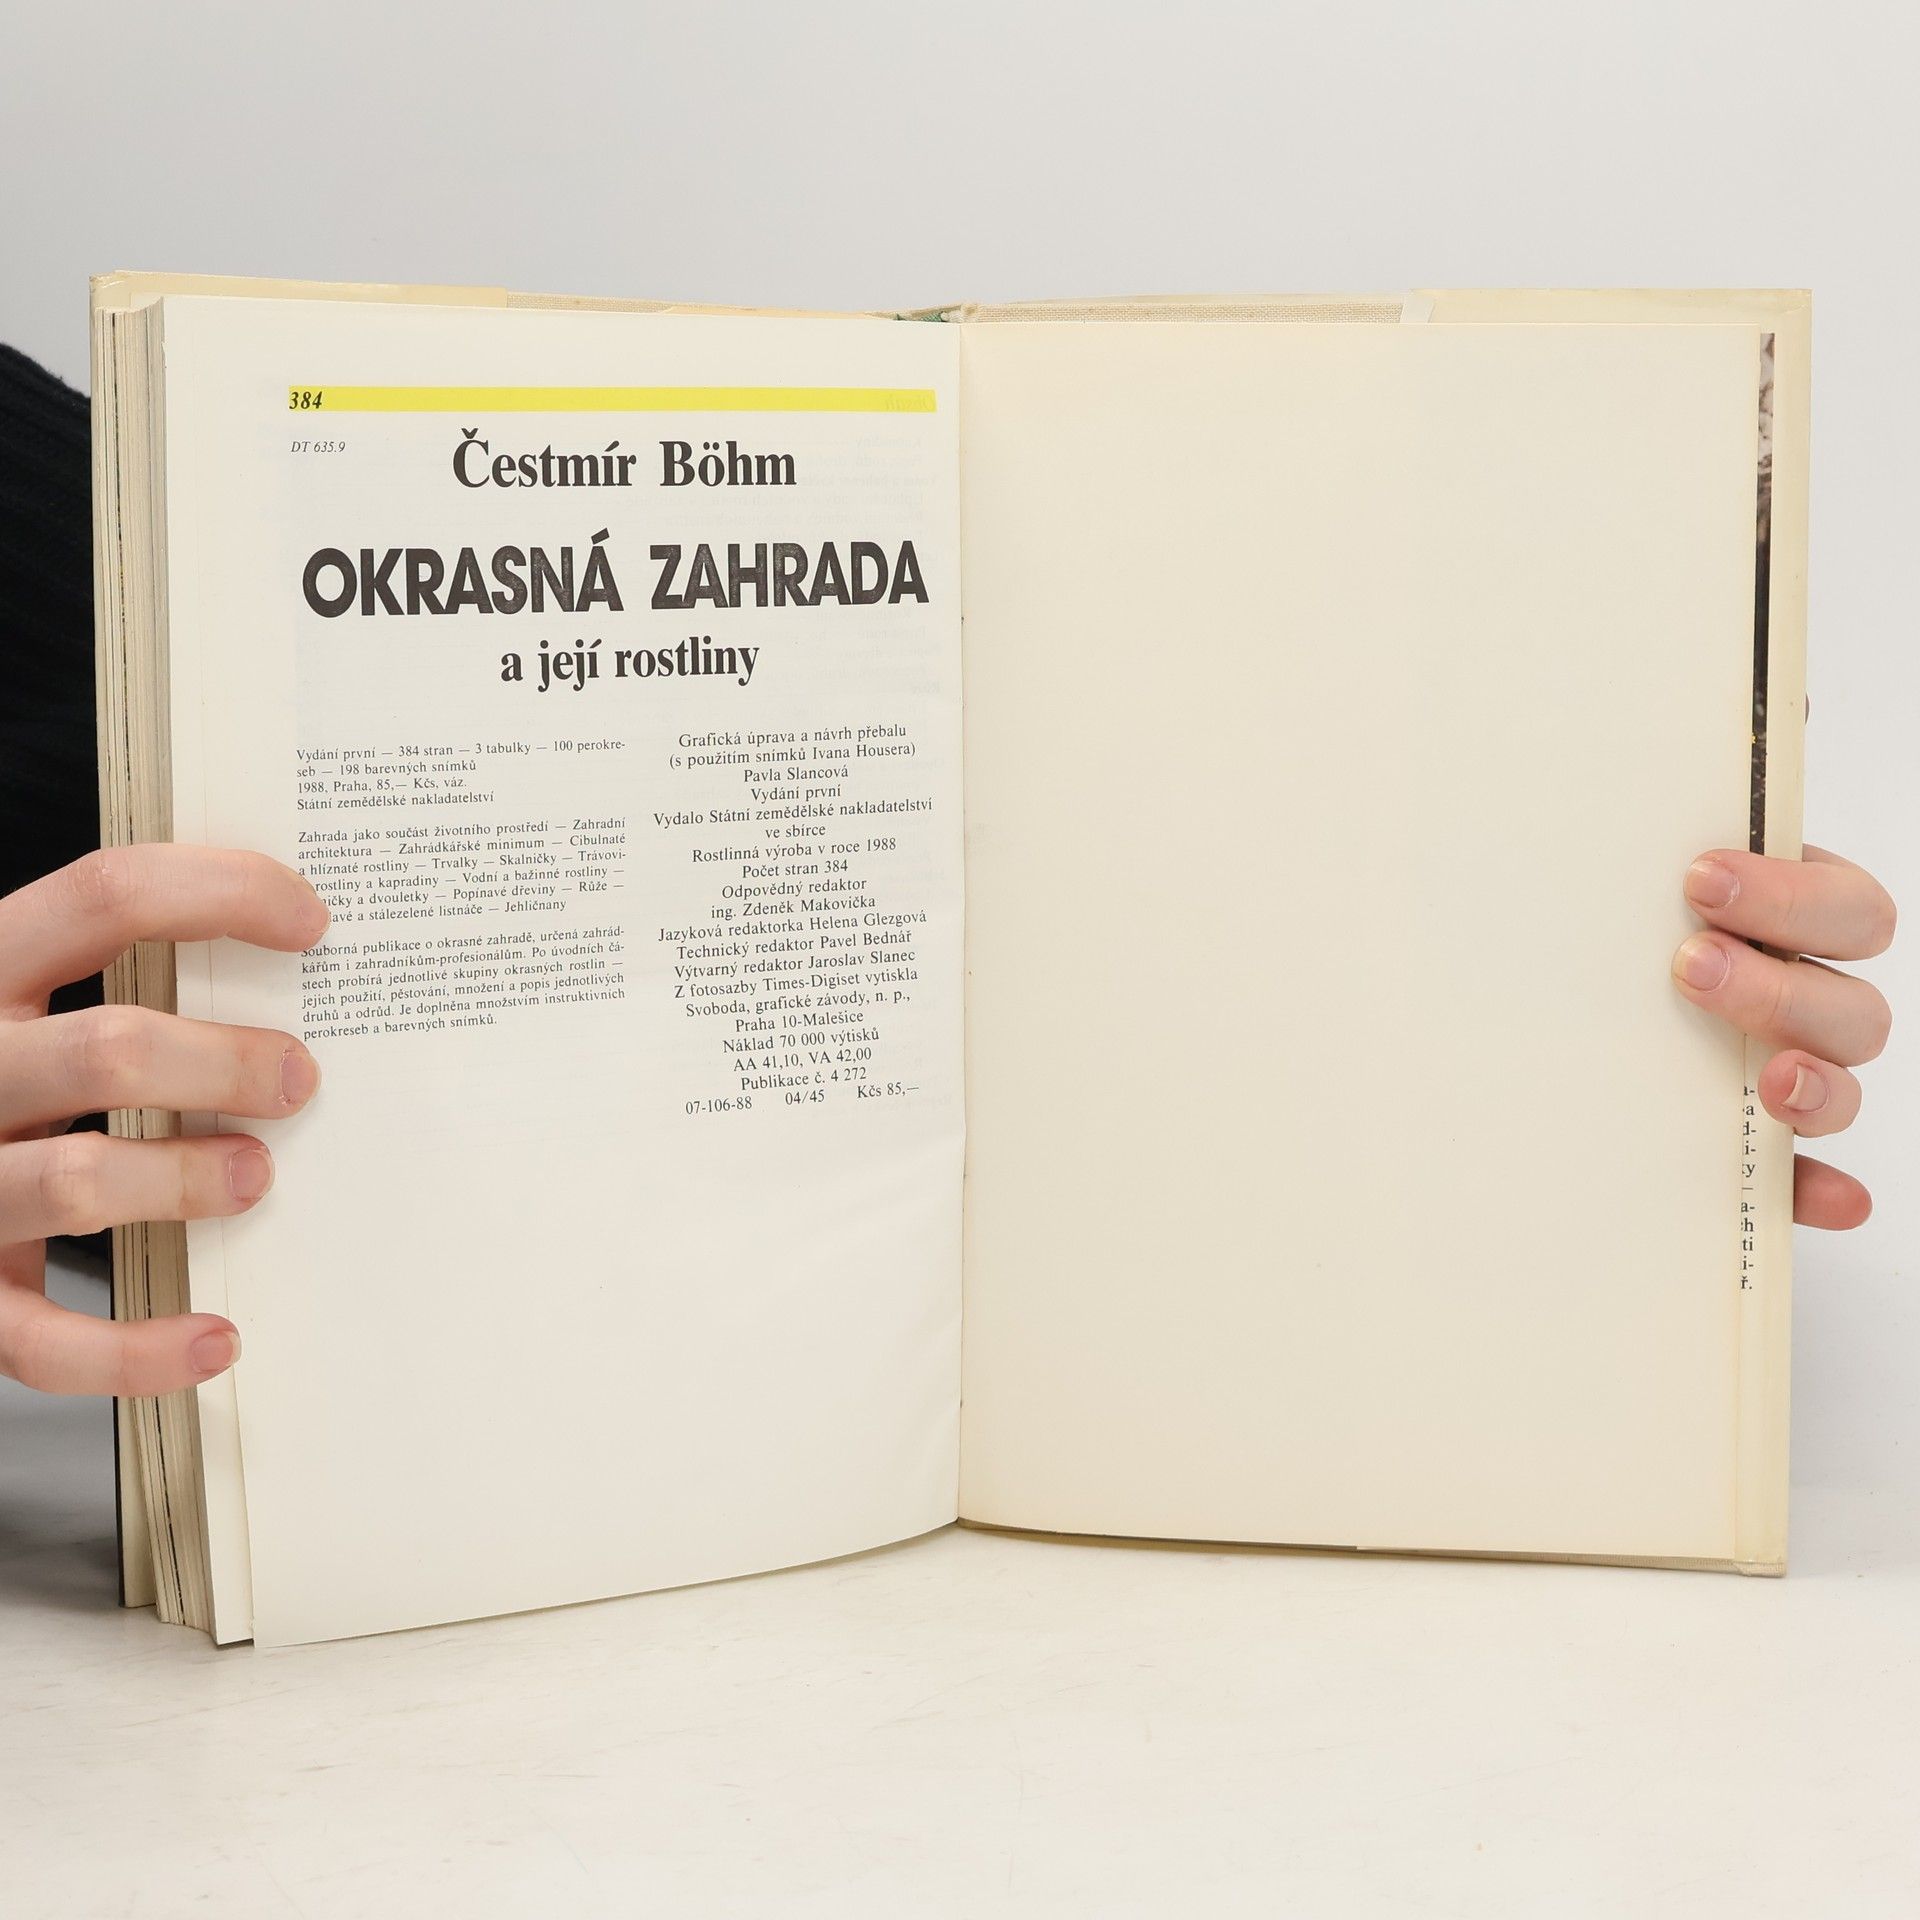 384
DT 635.9
Čestmír Böhm
OKRASNÁ ZAHRADA
a její rostliny
Vydání první — 384 stran — 3 tabulky — 100 perokre-
seb — 198 barevných snímků
1988, Praha, 85,— Kčs, váz.
Státní zemědělské nakladatelství
Zahrada jako součást životního prostředí — Zahradní
architektura — Zahrádkářské minimum — Cibulnaté
a hlíznaté rostliny — Trvalky — Skalničky — Trávovi-
rostliny a kapradiny — Vodní a bažinné rostliny —
ničky a dvouletky — Popínavé dřeviny — Růže —
avé a stálezelené listnáče — Jehličnany
Souborná publikace o okrasné zahradě, určená zahrád-
kářům i zahradníkům-profesionálům. Po úvodních čá-
stech probírá jednotlivé skupiny okrasných rostlin —
jejich použití, pěstování, množení a popis jednotlivých
druhů a odrůd. Je doplněna množstvím instruktivních
perokreseb a barevných snímků.
Grafická úprava a návrh přebalu
(s použitím snímků Ivana Housera)
Pavla Slancová
Vydání první
Vydalo Státní zemědělské nakladatelství
ve sbírce
Rostlinná výroba v roce 1988
Počet stran 384
Odpovědný redaktor
ing. Zdeněk Makovička
Jazyková redaktorka Helena Glezgová
Technický redaktor Pavel Bednář
Výtvarný redaktor Jaroslav Slanec
Z fotosazby Times-Digiset vytiskla
Svoboda, grafické závody, n. p.,
Praha 10-Malešice
Náklad 70 000 výtisků
AA 41,10, VA 42,00
Publikace č. 4 272
07-106-88 04/45 Kčs 85,—